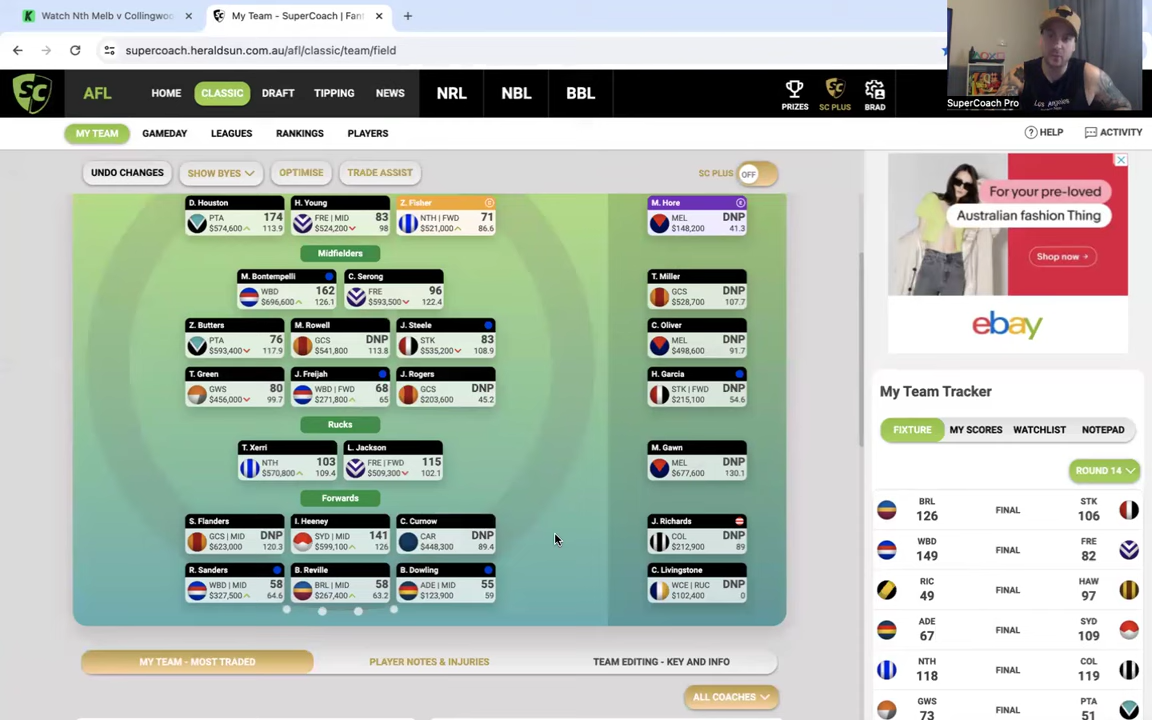 Watch Nth Melb v Collingwoo
My Team - SuperCoach | Fant
supercoach.heraldsun.com.au/afl/classic/team/field
SC
AFL
HOME
CLASSIC
DRAFT
TIPPING
NEWS
NRL
NBL
BBL
PRIZES
SC PLUS
BRAD
SuperCoach Pro
MY TEAM
GAMEDAY
LEAGUES
RANKINGS
PLAYERS
HELP
ACTIVITY
UNDO CHANGES
SHOW BYES
OPTIMISE
TRADE ASSIST
SC PLUS
OFF
D. Houston
PTA 174
$574,600 113.9
H. Young
FRE | MID 83
$524,200 98
Z. Fisher
NTH | FWD 71
$521,000 86.6
M. Hore
MEL DNP
$148,200 41.3
Midfielders
M. Bontempelli
WBD 162
$696,600 126.1
C. Serong
FRE 96
$593,500 122.4
T. Miller
GCS DNP
$528,700 107.7
Z. Butters
PTA 76
$593,400 117.9
M. Rowell
GCS DNP
$541,800 113.8
J. Steele
STK 83
$535,200 108.9
C. Oliver
MEL DNP
$498,600 91.7
T. Green
GWS 80
$456,000 99.7
J. Freijah
WBD | FWD 68
$271,800 65
J. Rogers
GCS DNP
$203,600 45.2
H. Garcia
STK | FWD DNP
$215,100 54.6
Rucks
T. Xerri
NTH 103
$570,800 109.4
L. Jackson
FRE | FWD 115
$509,300 102.1
M. Gawn
MEL DNP
$677,600 130.1
Forwards
S. Flanders
GCS | MID DNP
$623,000 120.3
I. Heeney
SYD | MID 141
$599,100 126
C. Curnow
CAR DNP
$448,300 89.4
J. Richards
COL DNP
$212,900 89
R. Sanders
WBD | MID 58
$327,500 64.6
B. Reville
BRL | MID 58
$267,400 63.2
B. Dowling
ADE | MID 55
$123,900 59
C. Livingstone
WCE | RUC DNP
$102,400 0
MY TEAM - MOST TRADED
PLAYER NOTES & INJURIES
TEAM EDITING - KEY AND INFO
ALL COACHES
For your pre-loved
Australian fashion Thing
Shop now >
ebay
My Team Tracker
FIXTURE
MY SCORES
WATCHLIST
NOTEPAD
ROUND 14
BRL 126 FINAL STK 106
WBD 149 FINAL FRE 82
RIC 49 FINAL HAW 97
ADE 67 FINAL SYD 109
NTH 118 FINAL COL 119
GWS 73 FINAL PTA 51